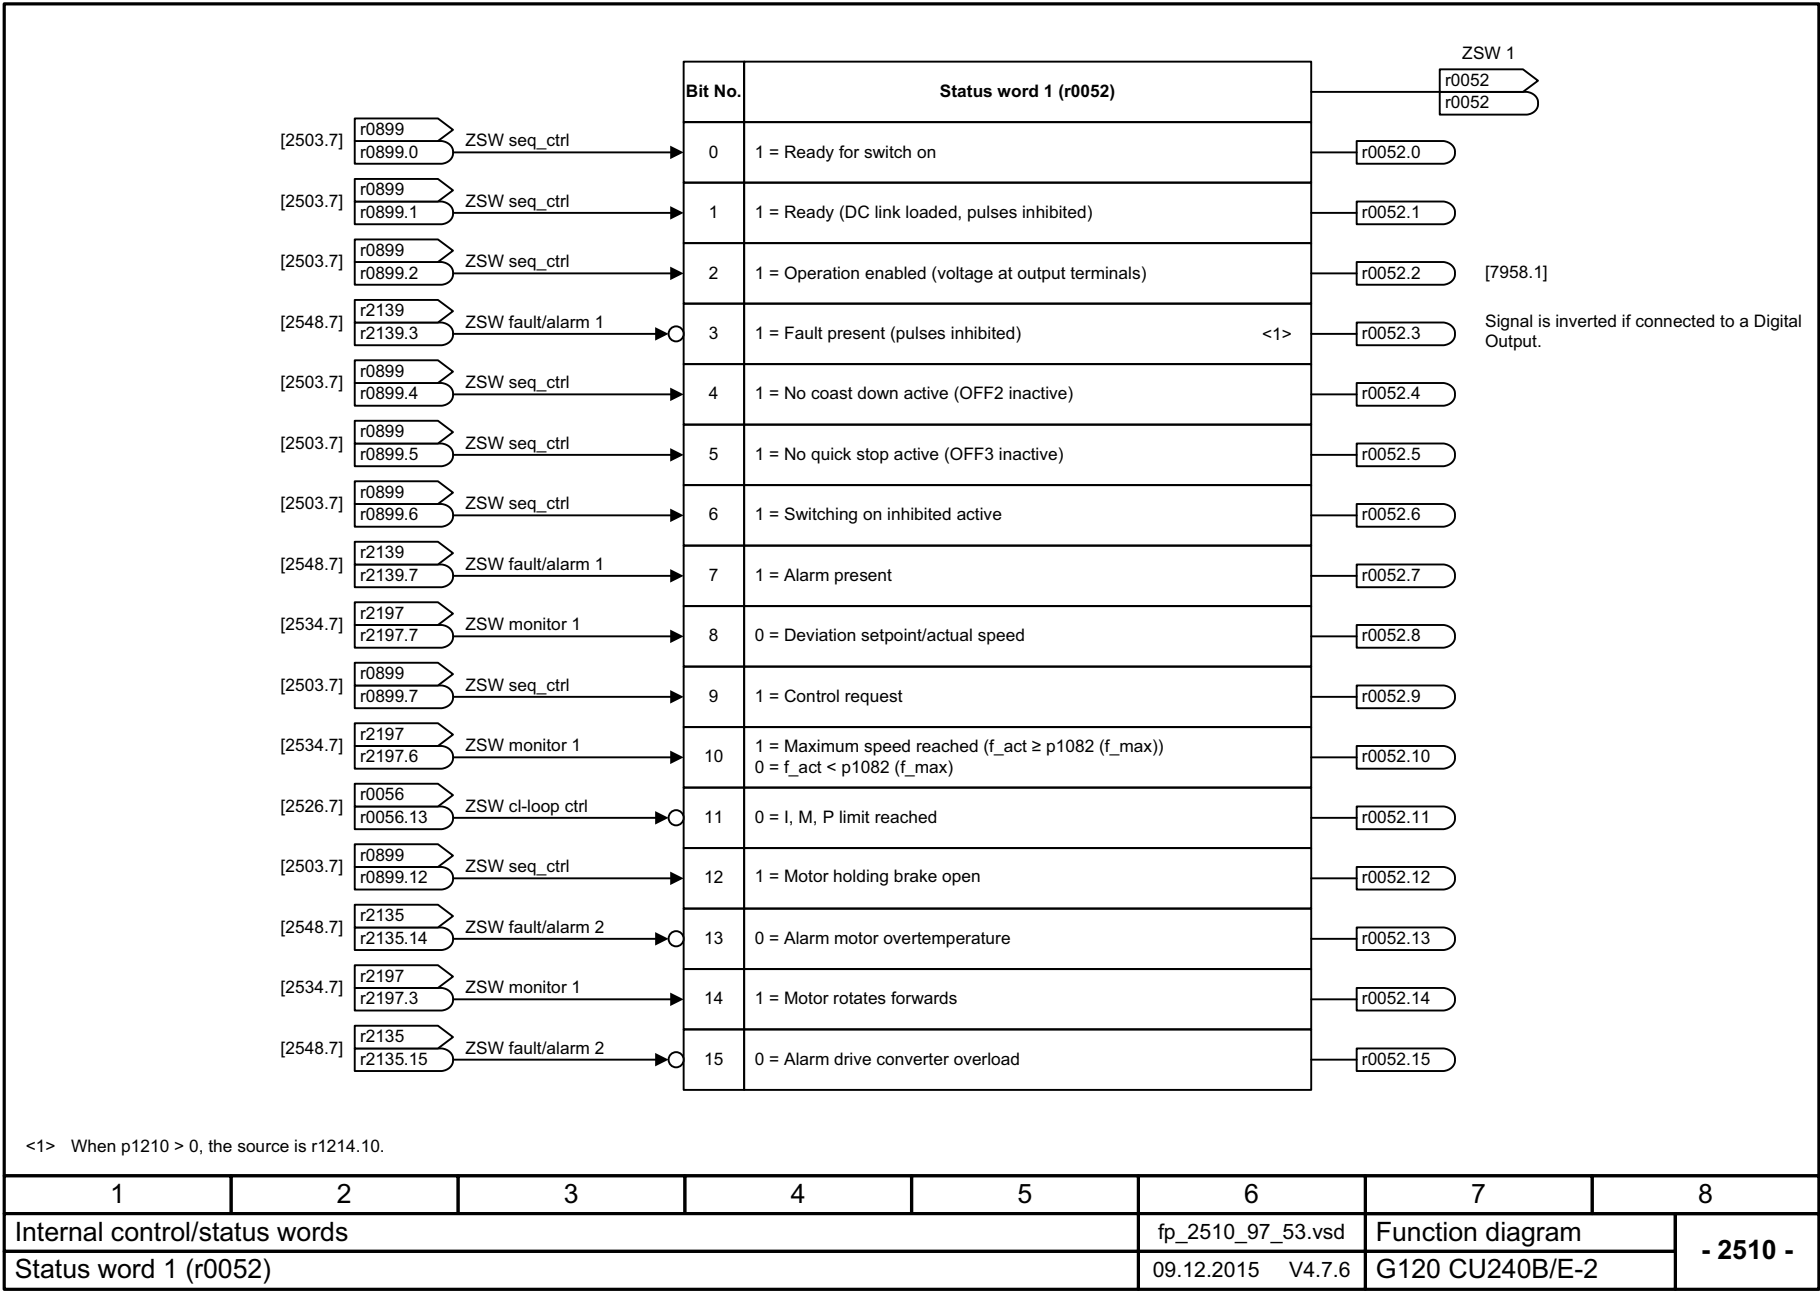 ZSW 1
Bit No. Status word 1 (r0052) r0052
r0052
r0899
[2503.7] r0899.0 ZSW seq_ctrl 0 1 = Ready for switch on r0052.0
r0899
[2503.7] r0899.1 ZSW seq_ctrl 1 1 = Ready (DC link loaded, pulses inhibited) r0052.1
r0899
[2503.7] r0899.2 ZSW seq_ctrl 2 1 = Operation enabled (voltage at output terminals) r0052.2 [7958.1]
r2139
[2548.7] r2139.3 ZSW fault/alarm 1 3 1 = Fault present (pulses inhibited) <1> r0052.3 Signal is inverted if connected to a Digital
Output.
r0899
[2503.7] r0899.4 ZSW seq_ctrl 4 1 = No coast down active (OFF2 inactive) r0052.4
r0899
[2503.7] r0899.5 ZSW seq_ctrl 5 1 = No quick stop active (OFF3 inactive) r0052.5
r0899
[2503.7] r0899.6 ZSW seq_ctrl 6 1 = Switching on inhibited active r0052.6
r2139
[2548.7] r2139.7 ZSW fault/alarm 1 7 1 = Alarm present r0052.7
r2197
[2534.7] r2197.7 ZSW monitor 1 8 0 = Deviation setpoint/actual speed r0052.8
r0899
[2503.7] r0899.7 ZSW seq_ctrl 9 1 = Control request r0052.9
r2197
[2534.7] r2197.6 ZSW monitor 1 10 1 = Maximum speed reached (f_act ≥ p1082 (f_max)) r0052.10
0 = f_act < p1082 (f_max)
r0056
[2526.7] r0056.13 ZSW cl-loop ctrl 11 0 = I, M, P limit reached r0052.11
r0899
[2503.7] r0899.12 ZSW seq_ctrl 12 1 = Motor holding brake open r0052.12
r2135
[2548.7] r2135.14 ZSW fault/alarm 2 13 0 = Alarm motor overtemperature r0052.13
r2197
[2534.7] r2197.3 ZSW monitor 1 14 1 = Motor rotates forwards r0052.14
r2135
[2548.7] r2135.15 ZSW fault/alarm 2 15 0 = Alarm drive converter overload r0052.15
<1> When p1210 > 0, the source is r1214.10.
1 2 3 4 5 6 7 8
Internal control/status words fp_2510_97_53.vsd Function diagram - 2510 -
Status word 1 (r0052) 09.12.2015 V4.7.6 G120 CU240B/E-2